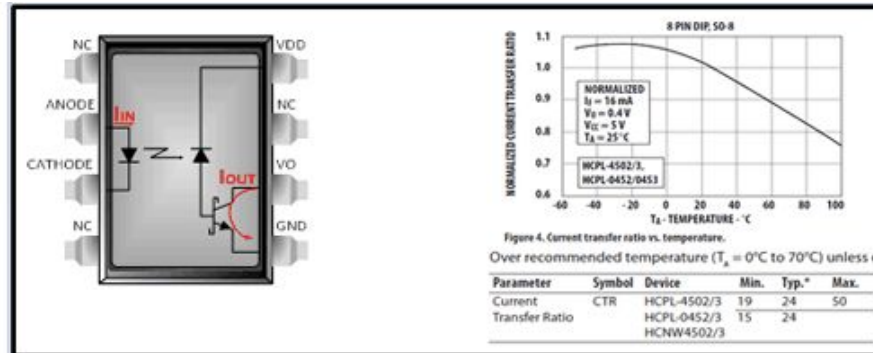 NC
VDD
ANODE
IIN
NC
CATHODE
IOUT
VO
NC
GND
8 PIN DIP, SO-8
NORMALIZED CURRENT TRANSFER RATIO
1.1
1.0
0.9
0.8
0.7
0.6
NORMALIZED
IF = 16 mA
VO = 0.4 V
VCC = 5 V
TA = 25°C
HCPL-4502/3,
HCPL-0452/0453
-60 -40 -20 0 20 40 60 80 100
TA - TEMPERATURE - °C
Figure 4. Current transfer ratio vs. temperature.
Over recommended temperature (TA = 0°C to 70°C) unless
Parameter Symbol Device Min. Typ.* Max.
Current CTR HCPL-4502/3 19 24 50
Transfer Ratio HCPL-0452/3 15 24
HCNW4502/3